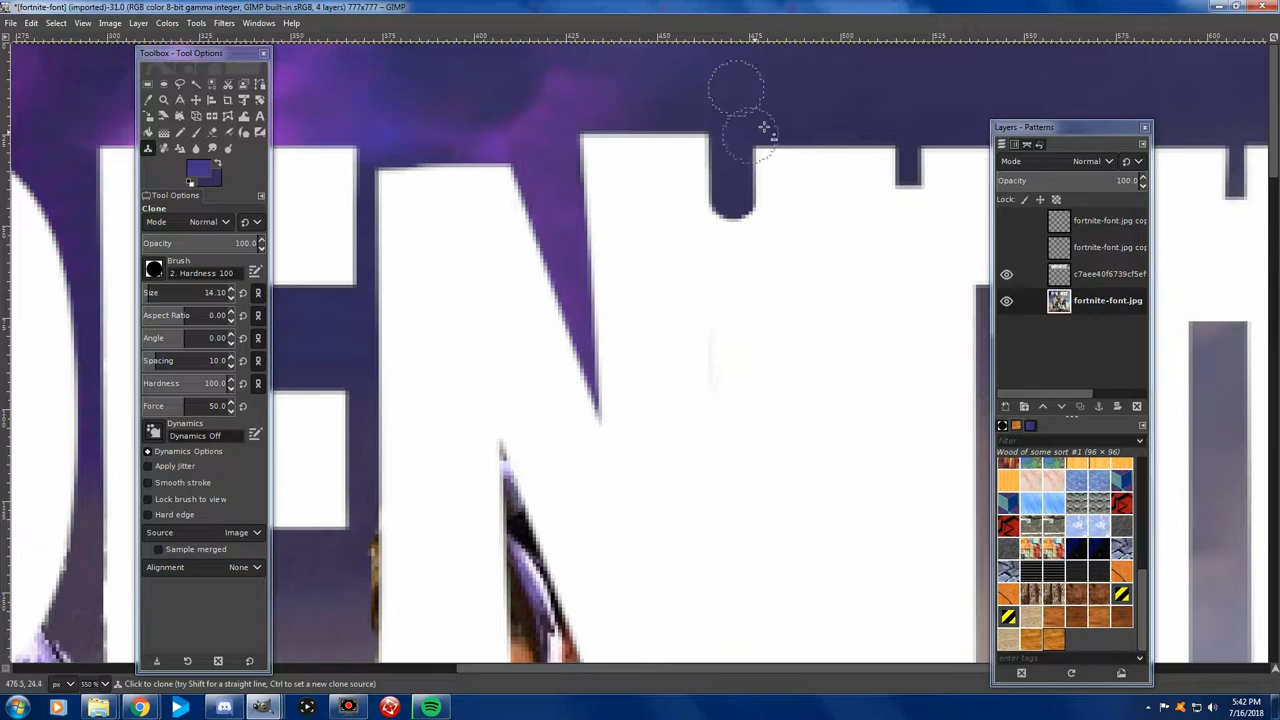 *[fortnite-font] (imported)-31.0 (RGB color 8-bit gamma integer, GIMP built-in sRGB, 4 layers) 777x777 – GIMP
File Edit Select View Image Layer Colors Tools Filters Windows Help
Toolbox - Tool Options
Tool Options
Clone
Mode Normal
Opacity 100.0
Brush
2. Hardness 100
Size 14.10
Aspect Ratio 0.00
Angle 0.00
Spacing 10.0
Hardness 100.0
Force 50.0
Dynamics
Dynamics Off
Dynamics Options
Apply Jitter
Smooth stroke
Lock brush to view
Hard edge
Source Image
Sample merged
Alignment None
Layers - Patterns
Mode Normal
Opacity 100.0
Lock:
fortnite-font.jpg cop
fortnite-font.jpg cop
c7aee40f6739cf5ef
fortnite-font.jpg
filter
Wood of some sort #1 (96 × 96)
enter tags
476.5, 24.4 px 550 % Click to clone (try Shift for a straight line, Ctrl to set a new clone source)
5:42 PM
7/16/2018